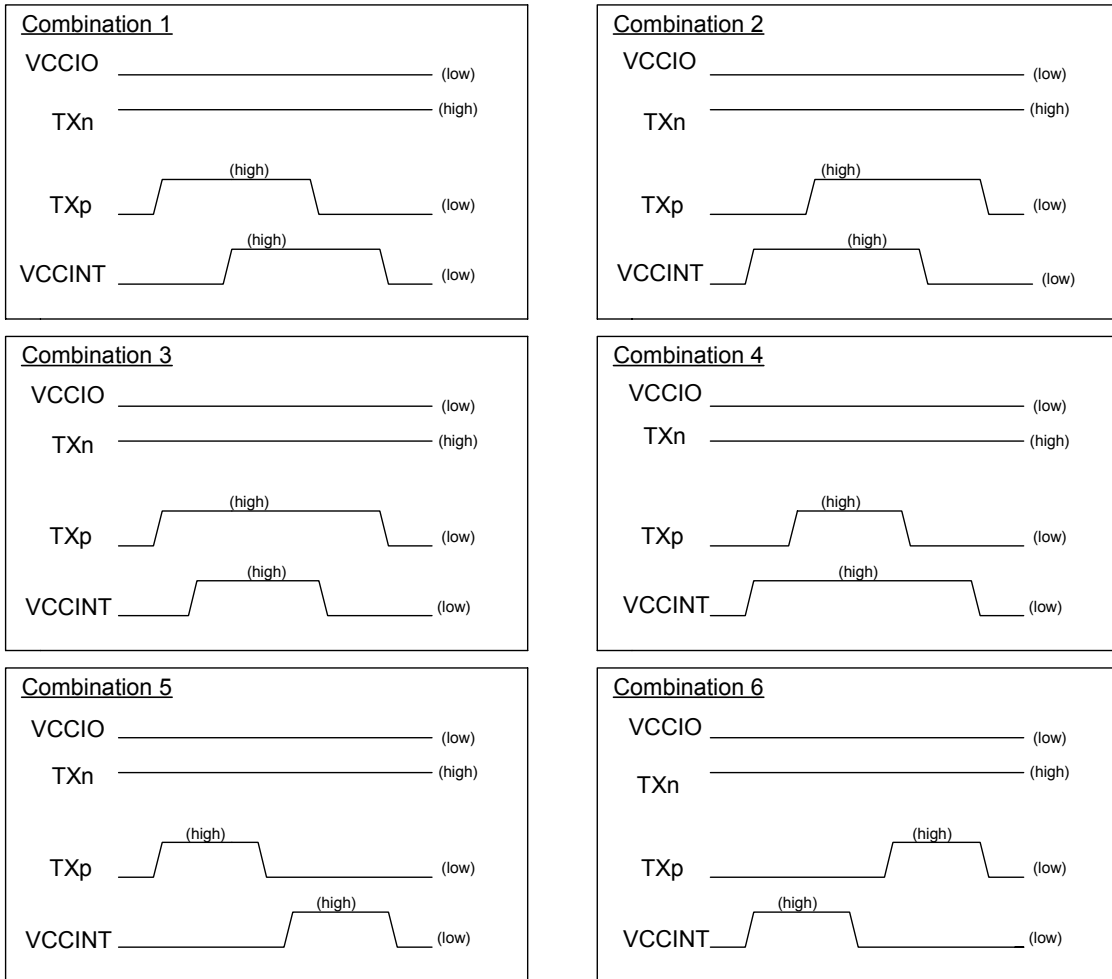 Combination 1
VCCIO
(low)
(high)
TXn
(high)
TXp
(low)
(high)
VCCINT
(low)
Combination 2
VCCIO
(low)
(high)
TXn
(high)
TXp
(low)
(high)
VCCINT
(low)
Combination 3
VCCIO
(low)
TXn
(high)
(high)
TXp
(low)
(high)
VCCINT
(low)
Combination 4
VCCIO
(low)
TXn
(high)
(high)
TXp
(low)
(high)
VCCINT
(low)
Combination 5
VCCIO
(low)
TXn
(high)
(high)
TXp
(low)
(high)
VCCINT
(low)
Combination 6
VCCIO
(low)
(high)
TXn
(high)
TXp
(low)
(high)
VCCINT
(low)